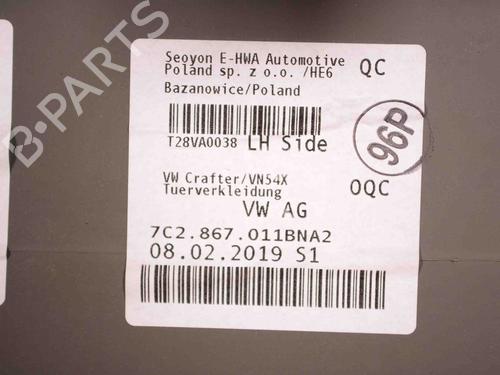 B-PARTS
Seoyon E-HWA Automotive
Poland sp. z o.o. /HE6 QC
Bazanowice/Poland
96P
T28VA0038 LH Side
VW Crafter/VN54X
Tuerverkleidung OQC
VW AG
7C2.867.011BNA2
08.02.2019 S1